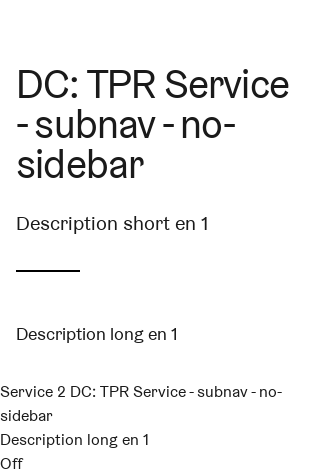 DC: TPR Service
- subnav - no-
sidebar
Description short en 1
Description long en 1
Service 2 DC: TPR Service - subnav - no-
sidebar
Description long en 1
Off